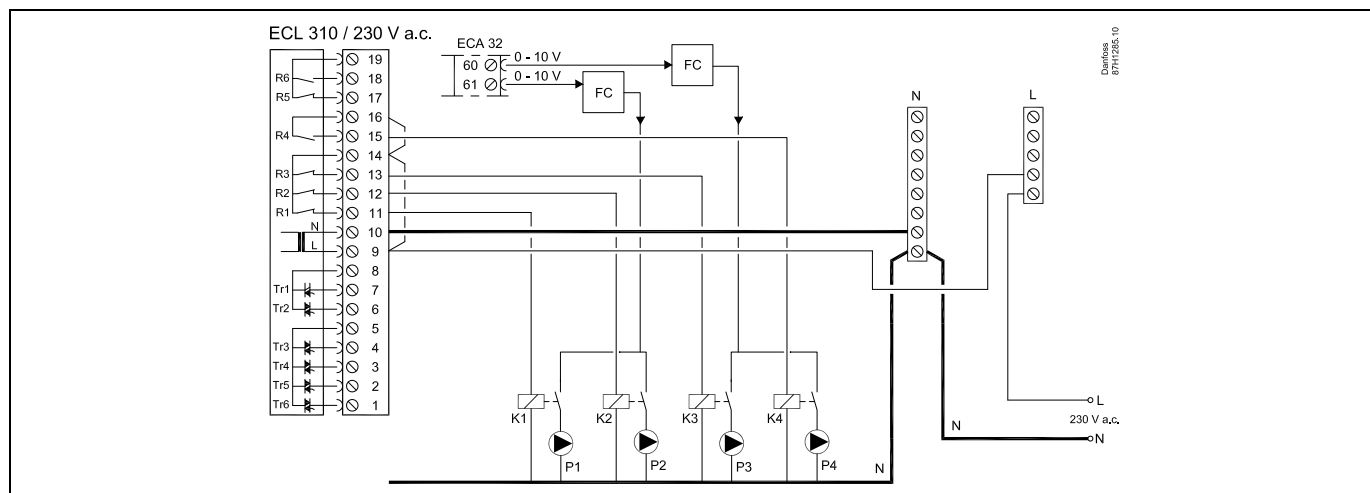 ECL 310 / 230 V a.c.
ECA 32
60 0 - 10 V
61 0 - 10 V
FC
FC
Danfoss
87H1285.10
N
L
19
R6 18
R5 17
16
R4 15
14
R3 13
R2 12
R1 11
N 10
L 9
8
Tr1 7
Tr2 6
5
Tr3 4
Tr4 3
Tr5 2
Tr6 1
K1
K2
K3
K4
P1
P2
P3
P4
N
L
230 V a.c.
N